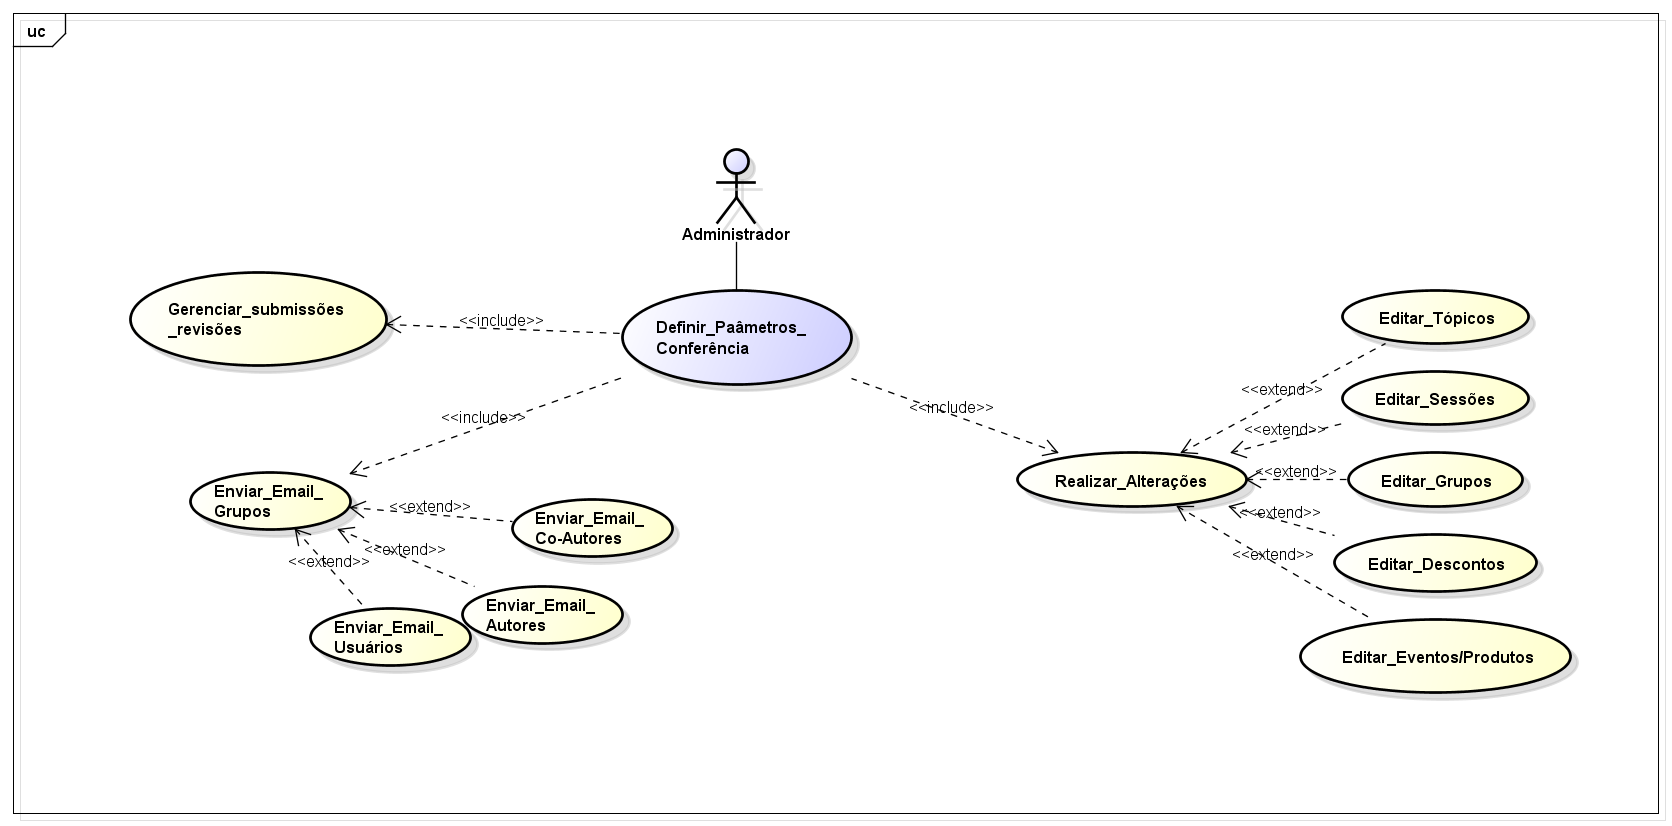 uc
Administrador
Gerenciar_submissões
_revisões
<<include>>
Definir_Paâmetros_
Conferência
<<include>>
<<include>>
Editar_Tópicos
<<extend>>
Editar_Sessões
<<extend>>
Realizar_Alterações
<<extend>>
Editar_Grupos
<<extend>>
Editar_Descontos
<<extend>>
Editar_Eventos/Produtos
Enviar_Email_
Grupos
<<extend>>
Enviar_Email_
Co-Autores
<<extend>>
Enviar_Email_
Autores
<<extend>>
Enviar_Email_
Usuários